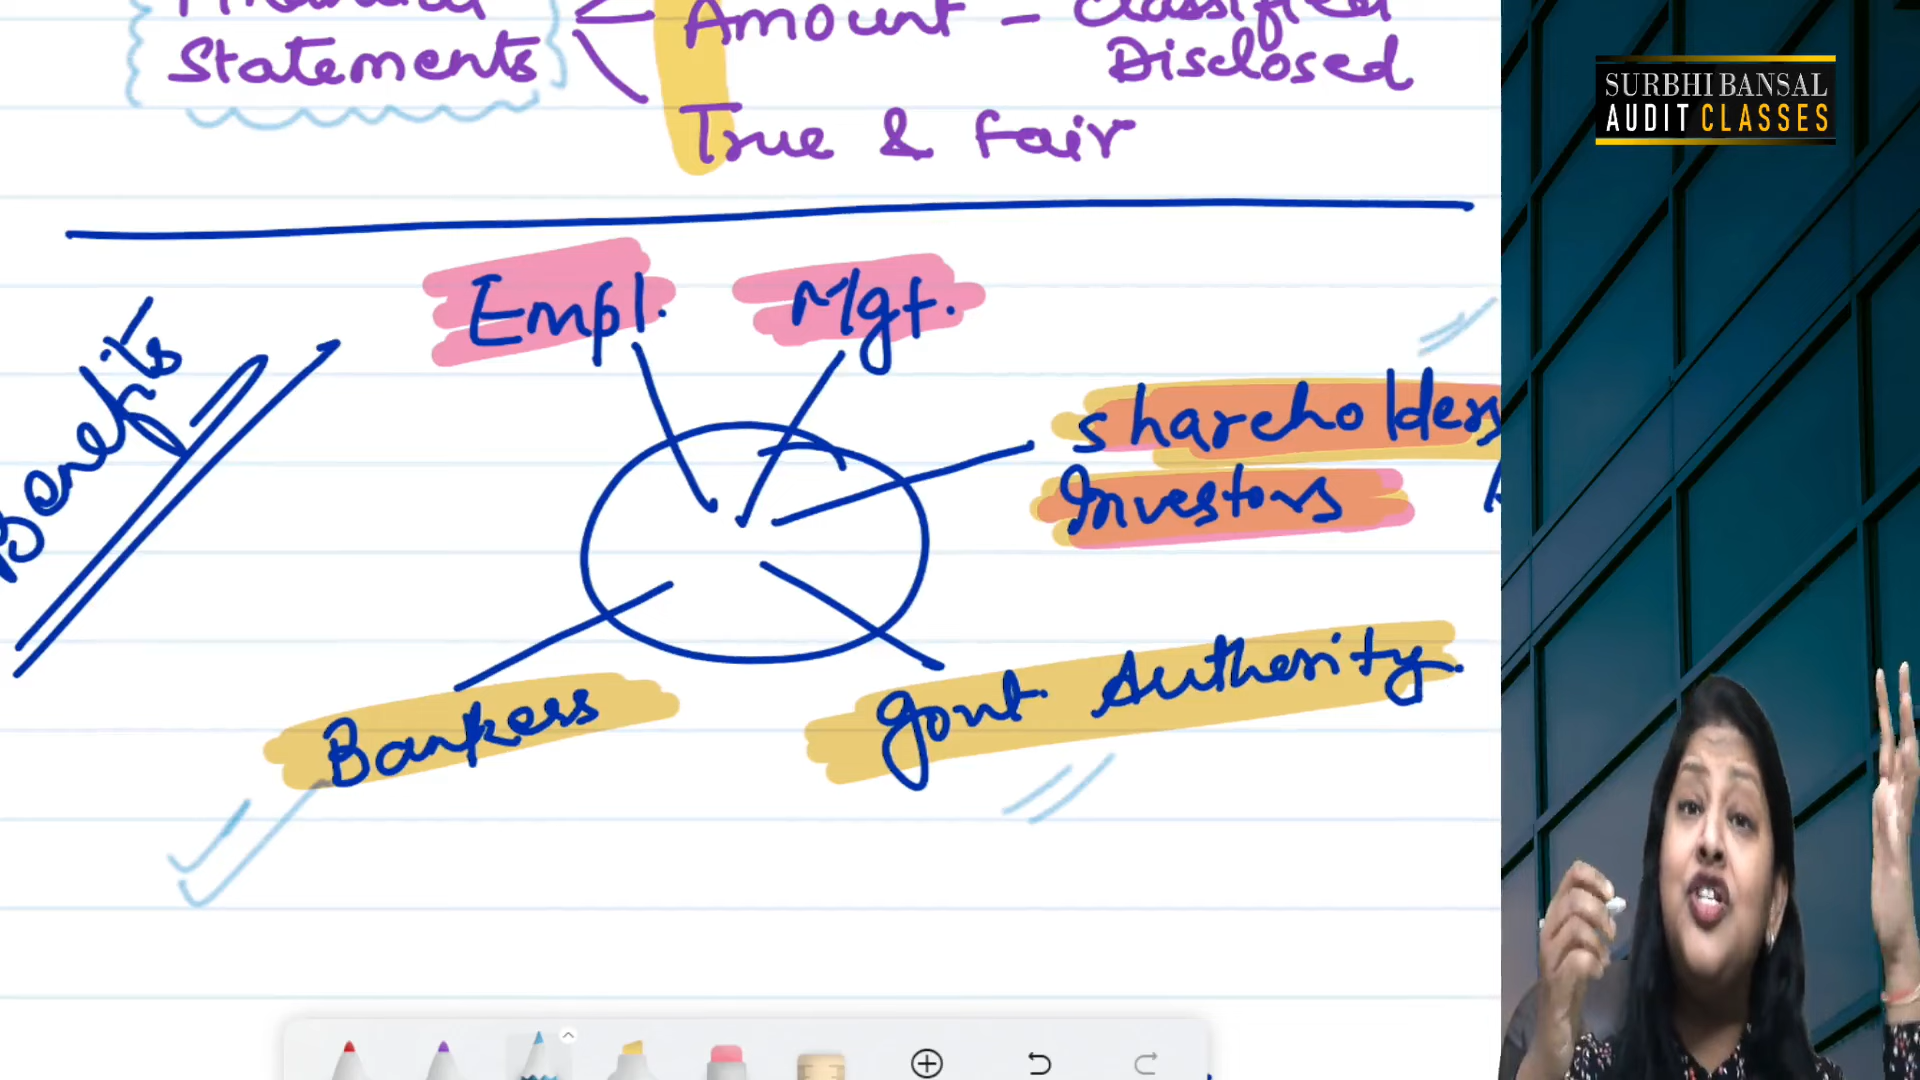 Statements
Amount - Classified
Disclosed
True & Fair
SURBHI BANSAL
AUDIT CLASSES
Benefits
Empl.
Mgt.
Shareholders
Investors
Bankers
Govt. Authority.